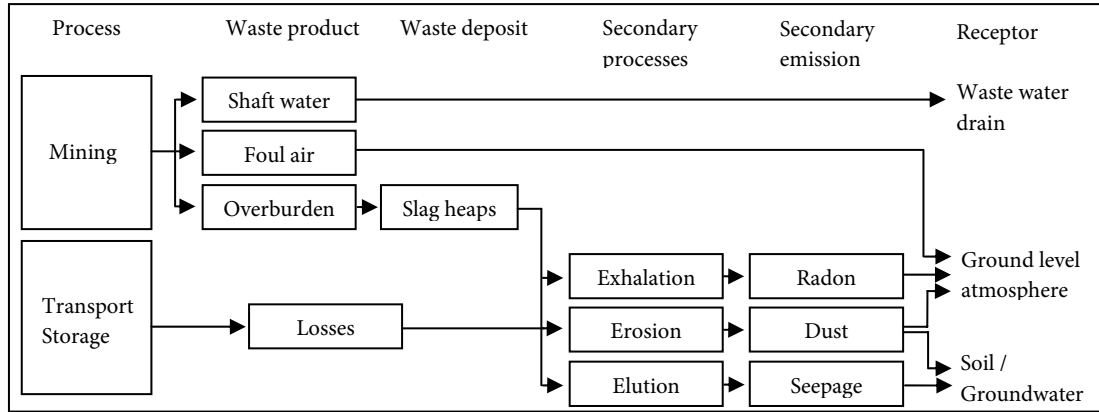 Process
Waste product
Waste deposit
Secondary
processes
Secondary
emission
Receptor
Shaft water
Waste water
drain
Mining
Foul air
Overburden
Slag heaps
Transport
Storage
Losses
Exhalation
Radon
Ground level
atmosphere
Erosion
Dust
Elution
Seepage
Soil /
Groundwater